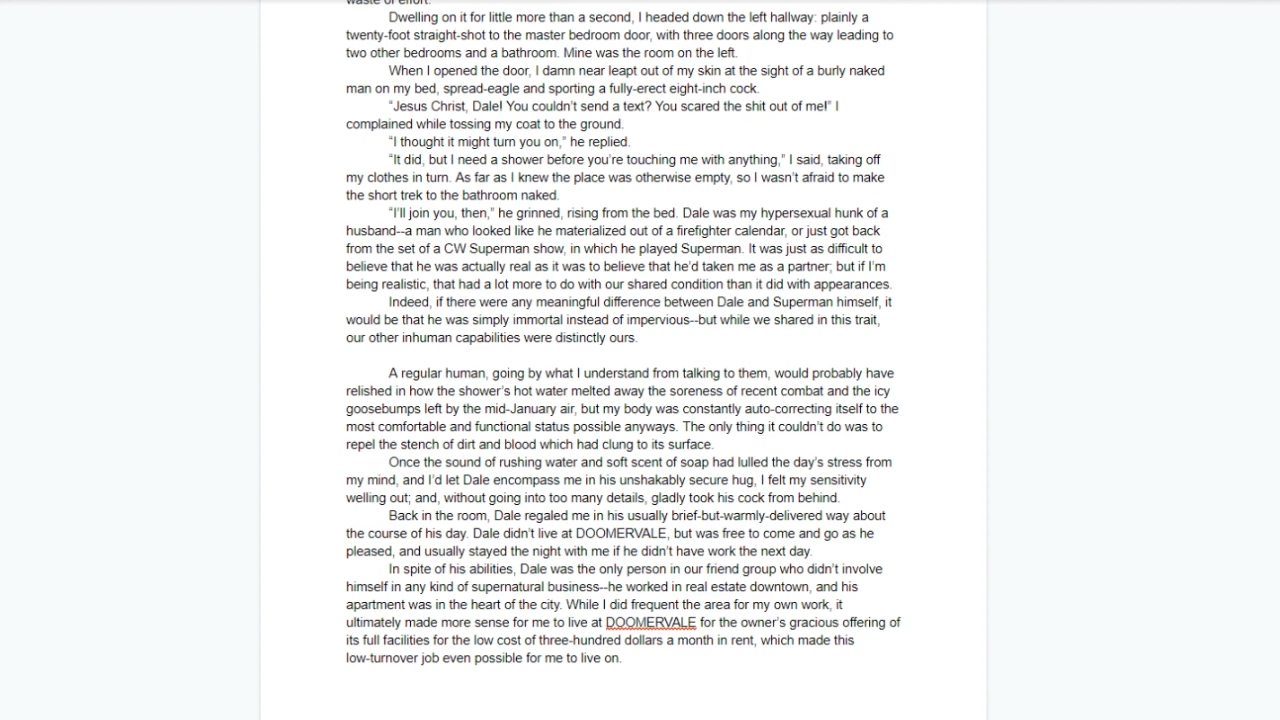 waste of effort.
Dwelling on it for little more than a second, I headed down the left hallway: plainly a
twenty-foot straight-shot to the master bedroom door, with three doors along the way leading to
two other bedrooms and a bathroom. Mine was the room on the left.
When I opened the door, I damn near leapt out of my skin at the sight of a burly naked
man on my bed, spread-eagle and sporting a fully-erect eight-inch cock.
“Jesus Christ, Dale! You couldn’t send a text? You scared the shit out of me!” I
complained while tossing my coat to the ground.
“I thought it might turn you on,” he replied.
“It did, but I need a shower before you’re touching me with anything,” I said, taking off
my clothes in turn. As far as I knew the place was otherwise empty, so I wasn’t afraid to make
the short trek to the bathroom naked.
“I’ll join you, then,” he grinned, rising from the bed. Dale was my hypersexual hunk of a
husband--a man who looked like he materialized out of a firefighter calendar, or just got back
from the set of a CW Superman show, in which he played Superman. It was just as difficult to
believe that he was actually real as it was to believe that he’d taken me as a partner; but if I’m
being realistic, that had a lot more to do with our shared condition than it did with appearances.
Indeed, if there were any meaningful difference between Dale and Superman himself, it
would be that he was simply immortal instead of impervious--but while we shared in this trait,
our other inhuman capabilities were distinctly ours.
A regular human, going by what I understand from talking to them, would probably have
relished in how the shower’s hot water melted away the soreness of recent combat and the icy
goosebumps left by the mid-January air, but my body was constantly auto-correcting itself to the
most comfortable and functional status possible anyways. The only thing it couldn’t do was to
repel the stench of dirt and blood which had clung to its surface.
Once the sound of rushing water and soft scent of soap had lulled the day’s stress from
my mind, and I’d let Dale encompass me in his unshakably secure hug, I felt my sensitivity
welling out; and, without going into too many details, gladly took his cock from behind.
Back in the room, Dale regaled me in his usually brief-but-warmly-delivered way about
the course of his day. Dale didn’t live at DOOMERVALE, but was free to come and go as he
pleased, and usually stayed the night with me if he didn’t have work the next day.
In spite of his abilities, Dale was the only person in our friend group who didn’t involve
himself in any kind of supernatural business--he worked in real estate downtown, and his
apartment was in the heart of the city. While I did frequent the area for my own work, it
ultimately made more sense for me to live at DOOMERVALE for the owner’s gracious offering of
its full facilities for the low cost of three-hundred dollars a month in rent, which made this
low-turnover job even possible for me to live on.